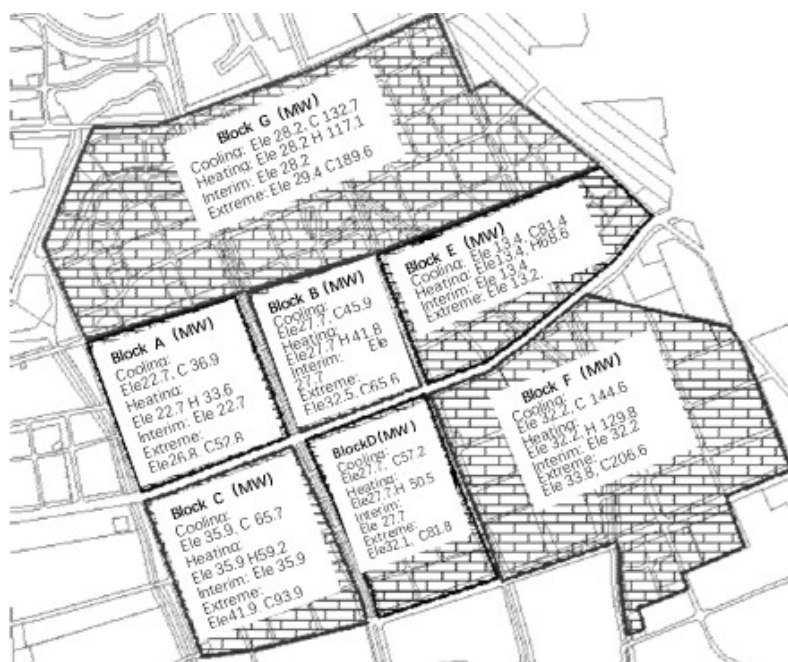 Block G (MW)
Cooling: Ele 28.2, C 132.7
Heating: Ele 28.2 H 117.1
Interim: Ele 28.2
Extreme: Ele 29.4 C189.6
Block E (MW)
Cooling: Ele 13.4, C81.4
Heating: Ele13.4, H68.6
Interim: Ele 13.4,
Extreme: Ele 13.2,
Block B (MW)
Cooling:
Ele27.7, C45.9
Heating:
Ele27.7 H 41.8
Interim: Ele
27.7
Extreme:
Ele32.5, C65.6
Block A (MW)
Cooling:
Ele22.7, C 36.9
Heating:
Ele 22.7 H 33.6
Interim: Ele 22.7
Extreme:
Ele26.8, C52.8
Block F (MW)
Cooling:
Ele 32.2, C 144.6
Heating:
Ele 32.2, H 129.8
Interim: Ele 32.2
Extreme:
Ele 33.8, C206.6
BlockD(MW)
Cooling:
Ele27.7, C57.2
Heating:
Ele27.7,H 50.5
Interim:
Ele 27.7
Extreme:
Ele32.1, C81.8
Block C (MW)
Cooling:
Ele 35.9, C 65.7
Heating:
Ele 35.9 H59.2
Interim: Ele 35.9
Extreme:
Ele41.9, C93.9